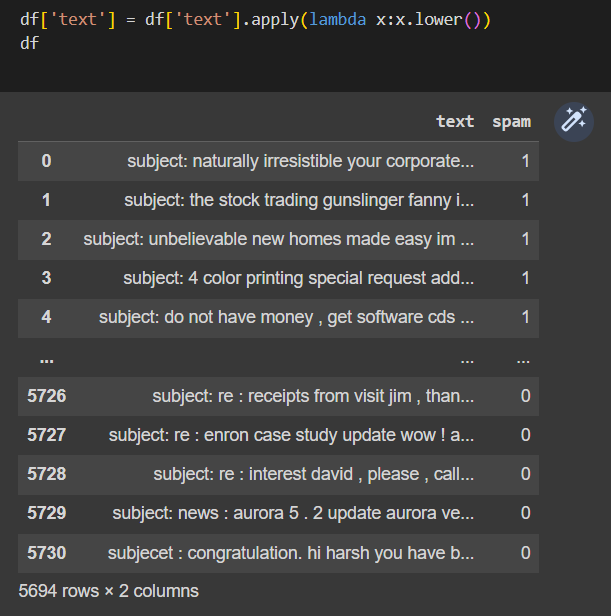 df['text'] = df['text'].apply(lambda x:x.lower())
df
text spam
0 subject: naturally irresistible your corporate... 1
1 subject: the stock trading gunslinger fanny i... 1
2 subject: unbelievable new homes made easy im ... 1
3 subject: 4 color printing special request add... 1
4 subject: do not have money , get software cds ... 1
... ... ...
5726 subject: re : receipts from visit jim , than... 0
5727 subject: re : enron case study update wow ! a... 0
5728 subject: re : interest david , please , call... 0
5729 subject: news : aurora 5 . 2 update aurora ve... 0
5730 subjecet : congratulation. hi harsh you have b... 0
5694 rows × 2 columns